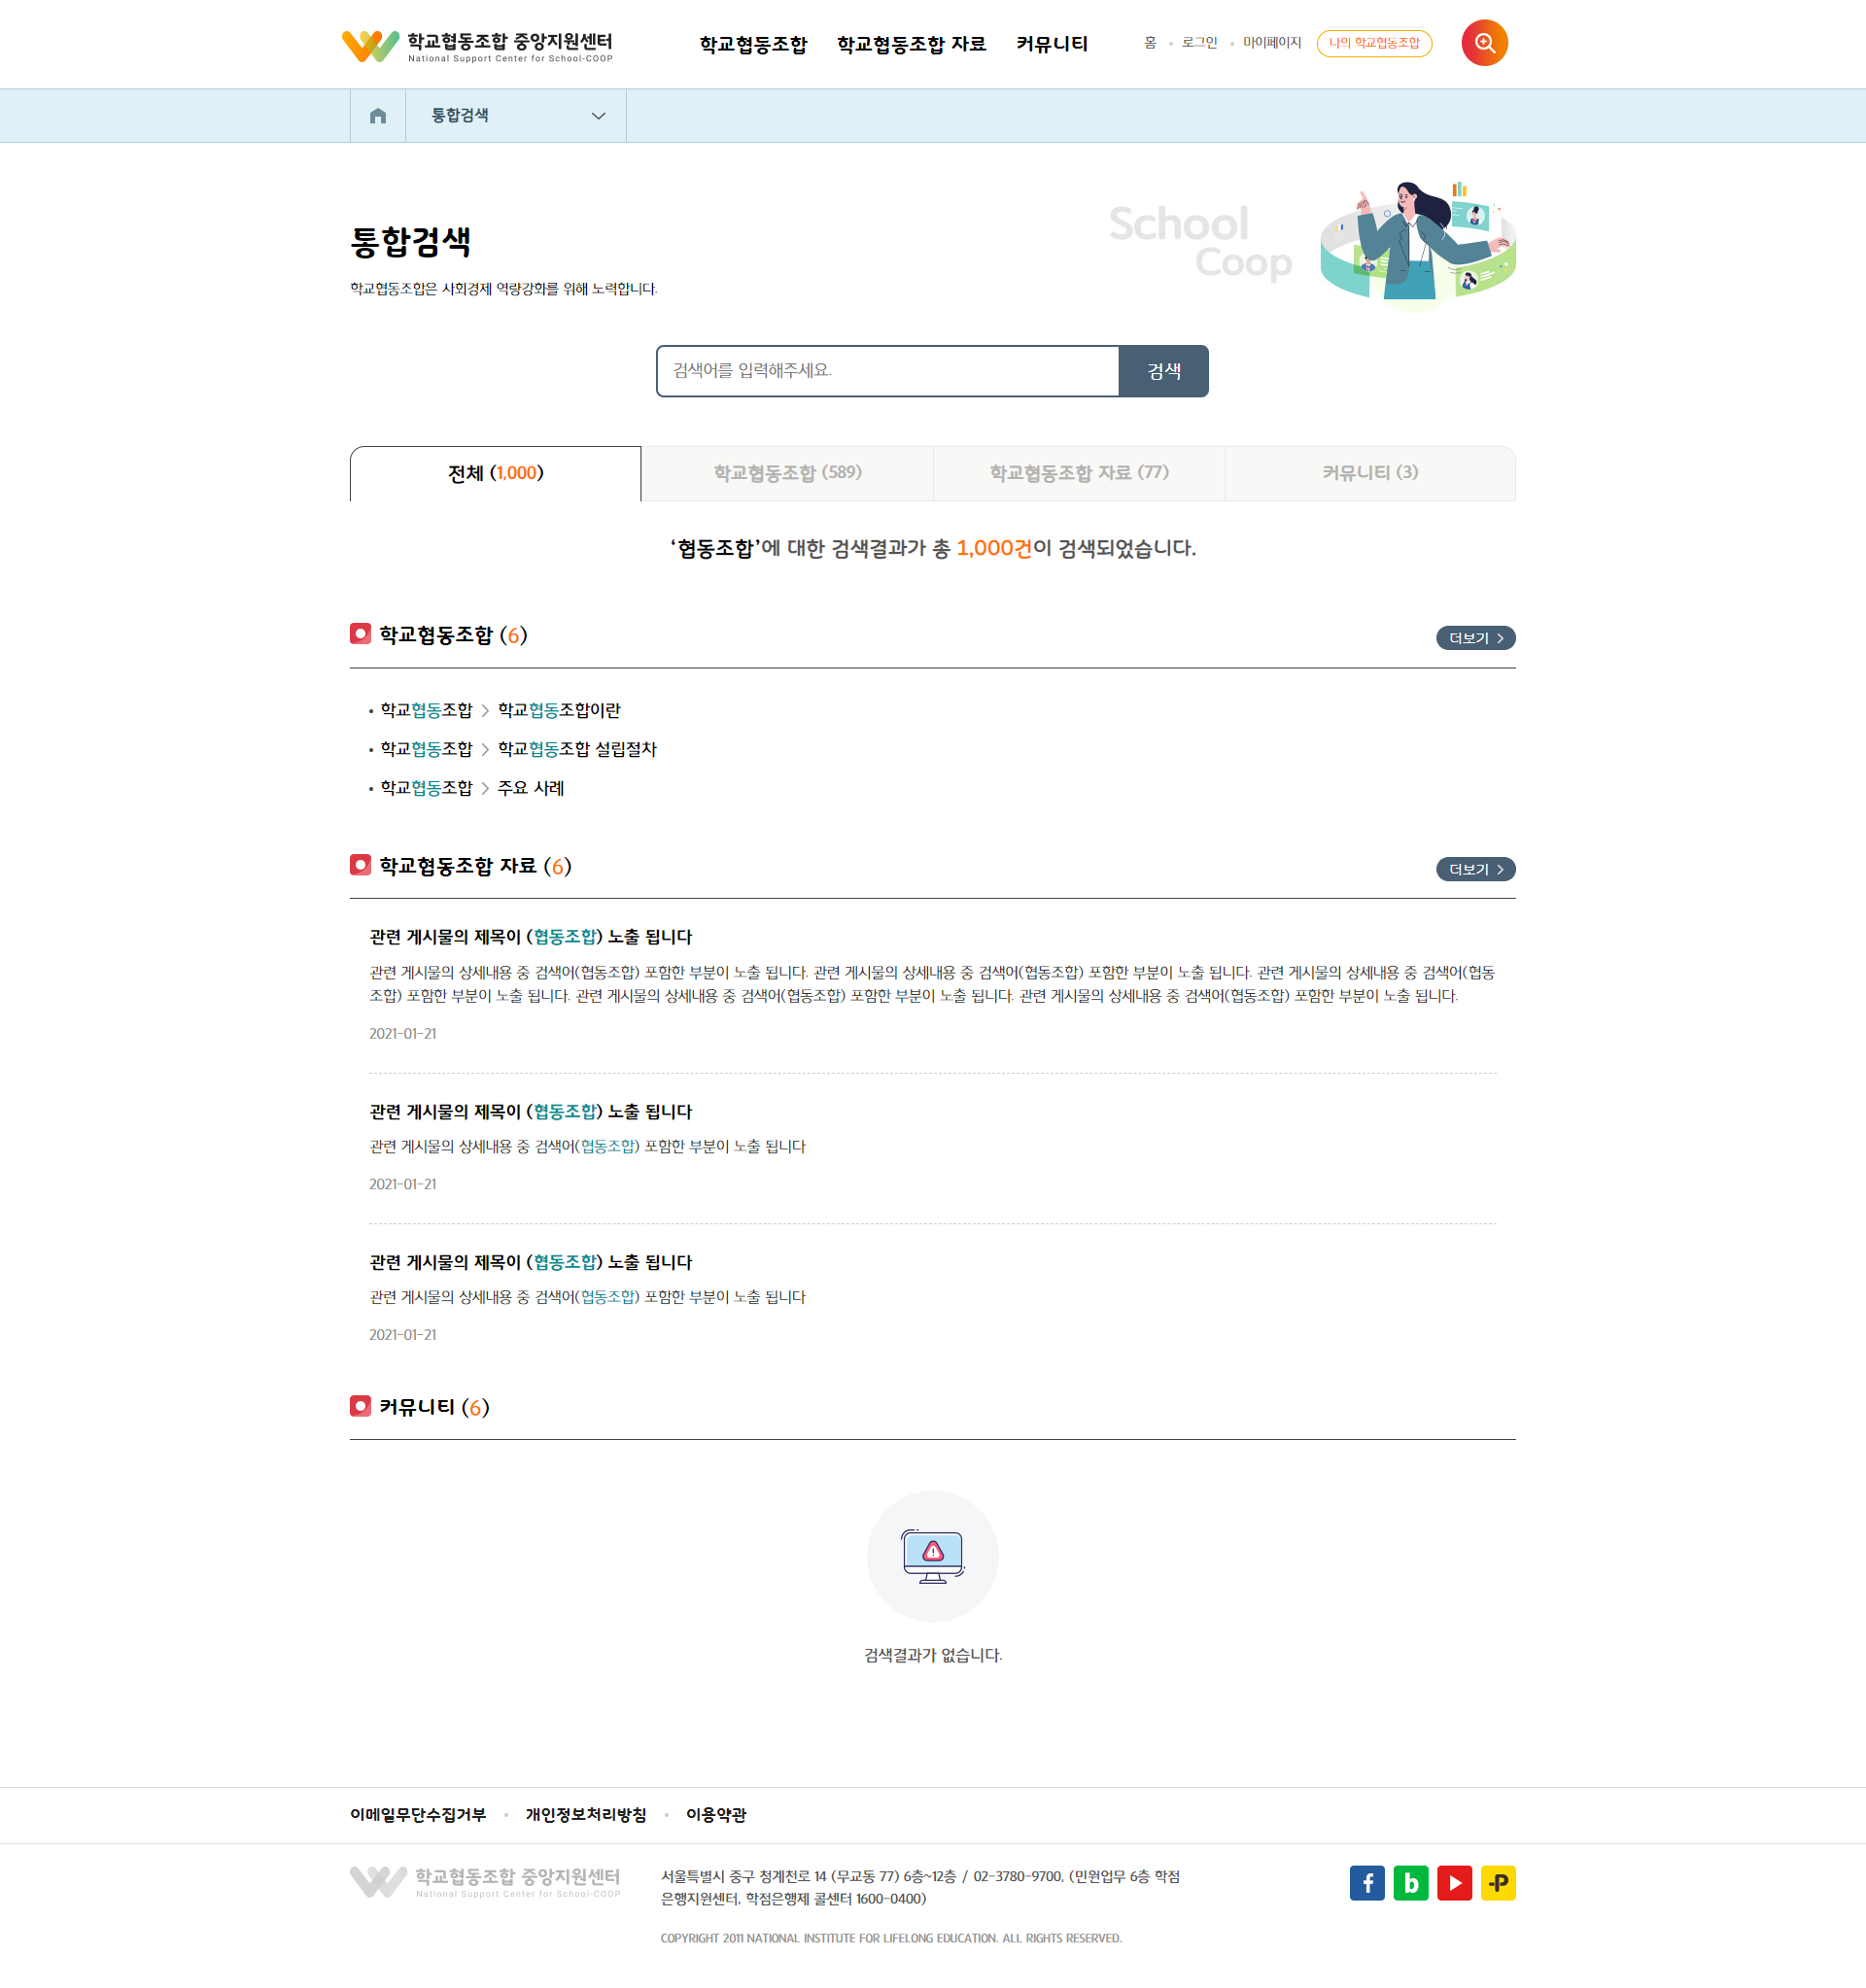 학교협동조합 중앙지원센터
National Support Center for School-COOP
학교협동조합 학교협동조합 자료 커뮤니티
홈 • 로그인 • 마이페이지 나의 학교협동조합
통합검색
통합검색
학교협동조합은 사회경제 역량강화를 위해 노력합니다.
School
Coop
검색어를 입력해주세요. 검색
전체 (1,000) 학교협동조합 (589) 학교협동조합 자료 (77) 커뮤니티 (3)
‘협동조합’에 대한 검색결과가 총 1,000건이 검색되었습니다.
학교협동조합 (6) 더보기 >
• 학교협동조합 > 학교협동조합이란
• 학교협동조합 > 학교협동조합 설립절차
• 학교협동조합 > 주요 사례
학교협동조합 자료 (6) 더보기 >
관련 게시물의 제목이 (협동조합) 노출 됩니다
관련 게시물의 상세내용 중 검색어(협동조합) 포함한 부분이 노출 됩니다. 관련 게시물의 상세내용 중 검색어(협동조합) 포함한 부분이 노출 됩니다. 관련 게시물의 상세내용 중 검색어(협동
조합) 포함한 부분이 노출 됩니다. 관련 게시물의 상세내용 중 검색어(협동조합) 포함한 부분이 노출 됩니다. 관련 게시물의 상세내용 중 검색어(협동조합) 포함한 부분이 노출 됩니다.
2021-01-21
관련 게시물의 제목이 (협동조합) 노출 됩니다
관련 게시물의 상세내용 중 검색어(협동조합) 포함한 부분이 노출 됩니다
2021-01-21
관련 게시물의 제목이 (협동조합) 노출 됩니다
관련 게시물의 상세내용 중 검색어(협동조합) 포함한 부분이 노출 됩니다
2021-01-21
커뮤니티 (6)
검색결과가 없습니다.
이메일무단수집거부 • 개인정보처리방침 • 이용약관
학교협동조합 중앙지원센터
National Support Center for School-COOP
서울특별시 중구 청계천로 14 (무교동 77) 6층~12층 / 02-3780-9700, (민원업무 6층 학점
은행지원센터, 학점은행제 콜센터 1600-0400)
COPYRIGHT 2011 NATIONAL INSTITUTE FOR LIFELONG EDUCATION. ALL RIGHTS RESERVED.